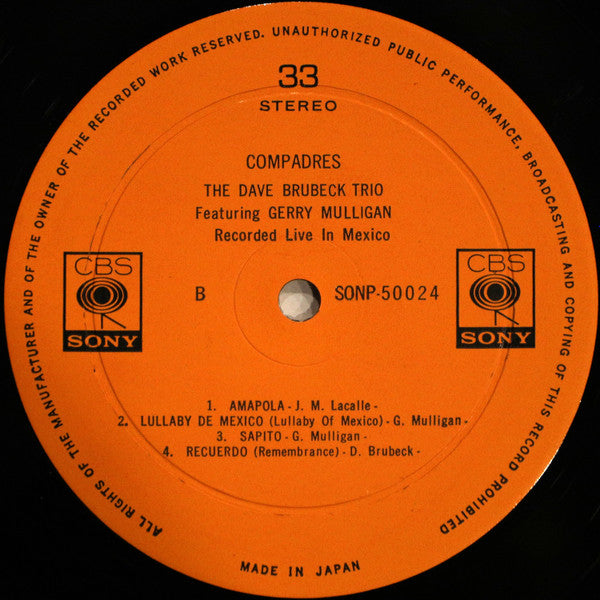 ALL RIGHTS OF THE MANUFACTURER AND OF THE OWNER OF THE RECORDED WORK RESERVED. UNAUTHORIZED PUBLIC PERFORMANCE, BROADCASTING AND COPYING OF THIS RECORD PROHIBITED
33
STEREO
COMPADRES
THE DAVE BRUBECK TRIO
Featuring GERRY MULLIGAN
Recorded Live In Mexico
CBS
SONY
B
SONP-50024
CBS
SONY
1. AMAPOLA - J. M. Lacalle -
2. LULLABY DE MEXICO (Lullaby Of Mexico) - G. Mulligan -
3. SAPITO - G. Mulligan -
4. RECUERDO (Remembrance) - D. Brubeck -
MADE IN JAPAN